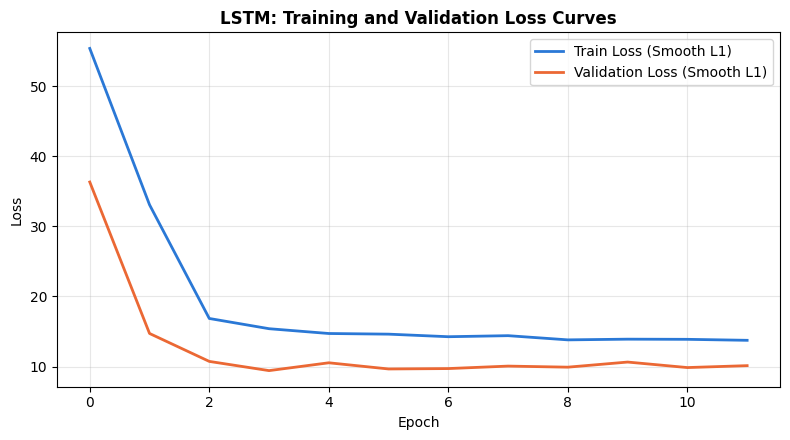 LSTM: Training and Validation Loss Curves
Train Loss (Smooth L1)
Validation Loss (Smooth L1)
50
40
30
20
10
Loss
0 2 4 6 8 10
Epoch